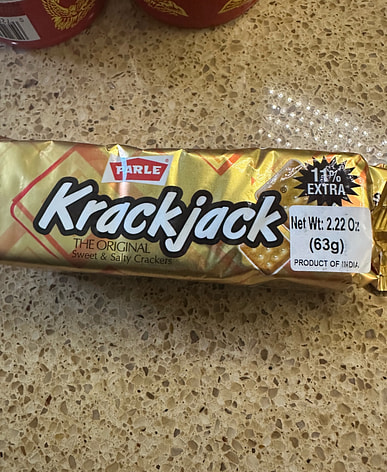 PARLE
Krackjack
THE ORIGINAL
Sweet & Salty Crackers
11%
EXTRA
Net Wt: 2.22 Oz
(63g)
PRODUCT OF INDIA